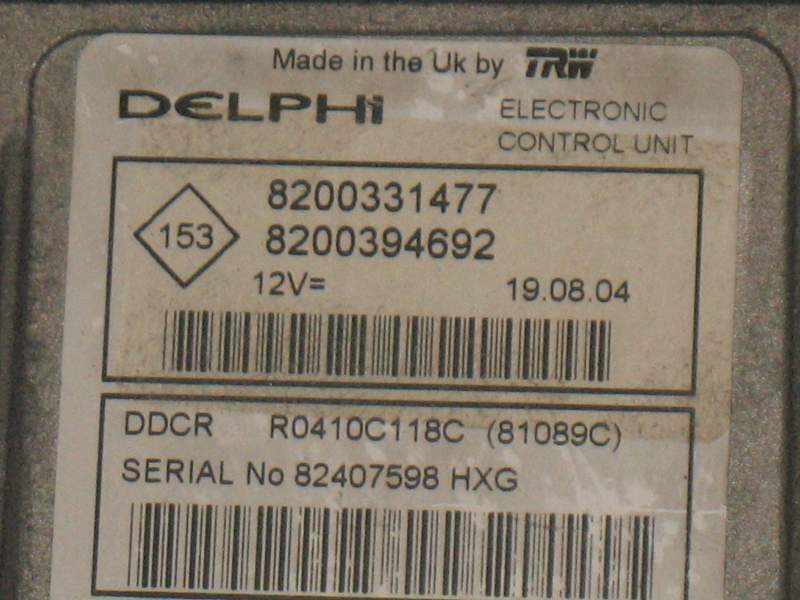 Made in the Uk by TRW
DELPHI
ELECTRONIC
CONTROL UNIT
153
8200331477
8200394692
12V=
19.08.04
DDCR R0410C118C (81089C)
SERIAL No 82407598 HXG